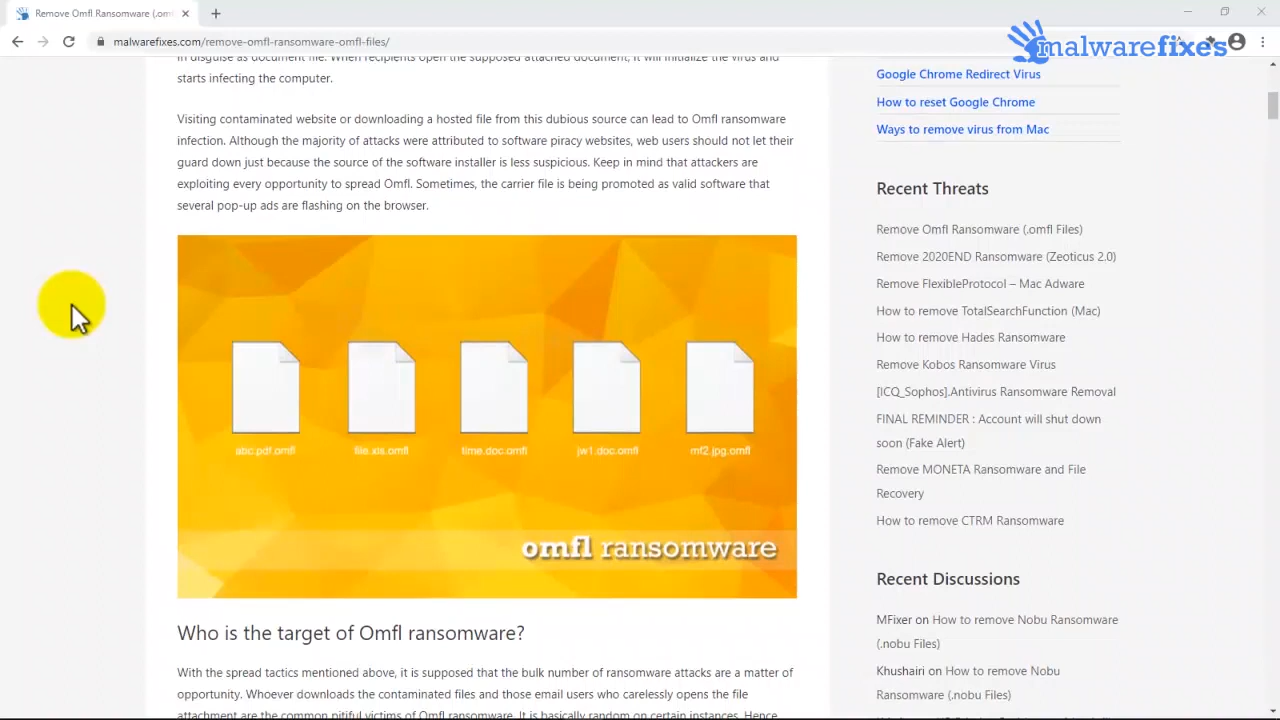 Remove Omfl Ransomware (.omf
malwarefixes.com/remove-omfl-ransomware-omfl-files/
malwarefixes
in disguise as document file. When recipients open the supposed attached document, it will initialize the virus and
starts infecting the computer.
Visiting contaminated website or downloading a hosted file from this dubious source can lead to Omfl ransomware
infection. Although the majority of attacks were attributed to software piracy websites, web users should not let their
guard down just because the source of the software installer is less suspicious. Keep in mind that attackers are
exploiting every opportunity to spread Omfl. Sometimes, the carrier file is being promoted as valid software that
several pop-up ads are flashing on the browser.
abc.pdf.omfl
file.xls.omfl
time.doc.omfl
jw1.doc.omfl
mf2.jpg.omfl
omfl ransomware
Who is the target of Omfl ransomware?
With the spread tactics mentioned above, it is supposed that the bulk number of ransomware attacks are a matter of
opportunity. Whoever downloads the contaminated files and those email users who carelessly opens the file
attachment are the common pitiful victims of Omfl ransomware. It is basically random on certain instances. Hence
Google Chrome Redirect Virus
How to reset Google Chrome
Ways to remove virus from Mac
Recent Threats
Remove Omfl Ransomware (.omfl Files)
Remove 2020END Ransomware (Zeoticus 2.0)
Remove FlexibleProtocol – Mac Adware
How to remove TotalSearchFunction (Mac)
How to remove Hades Ransomware
Remove Kobos Ransomware Virus
[ICQ_Sophos].Antivirus Ransomware Removal
FINAL REMINDER : Account will shut down
soon (Fake Alert)
Remove MONETA Ransomware and File
Recovery
How to remove CTRM Ransomware
Recent Discussions
MFixer on How to remove Nobu Ransomware
(.nobu Files)
Khushairi on How to remove Nobu
Ransomware (.nobu Files)